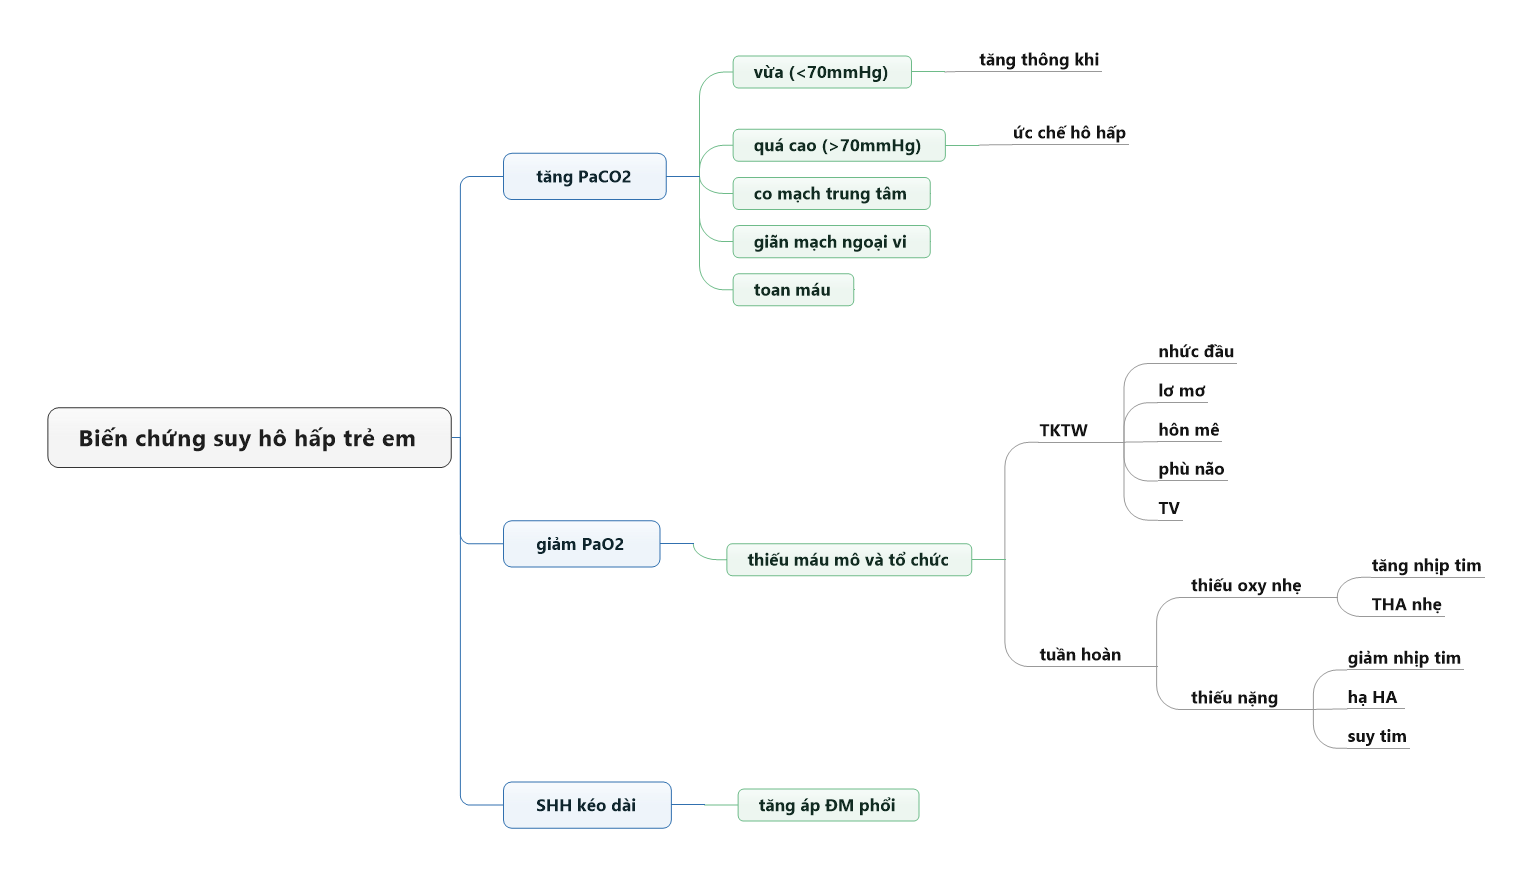 Biến chứng suy hô hấp trẻ em
tăng PaCO2
vừa (<70mmHg)
tăng thông khi
quá cao (>70mmHg)
ức chế hô hấp
co mạch trung tâm
giãn mạch ngoại vi
toan máu
giảm PaO2
thiếu máu mô và tổ chức
TKTW
nhức đầu
lơ mơ
hôn mê
phù não
TV
tuần hoàn
thiếu oxy nhẹ
tăng nhịp tim
THA nhẹ
thiếu nặng
giảm nhịp tim
hạ HA
suy tim
SHH kéo dài
tăng áp ĐM phổi